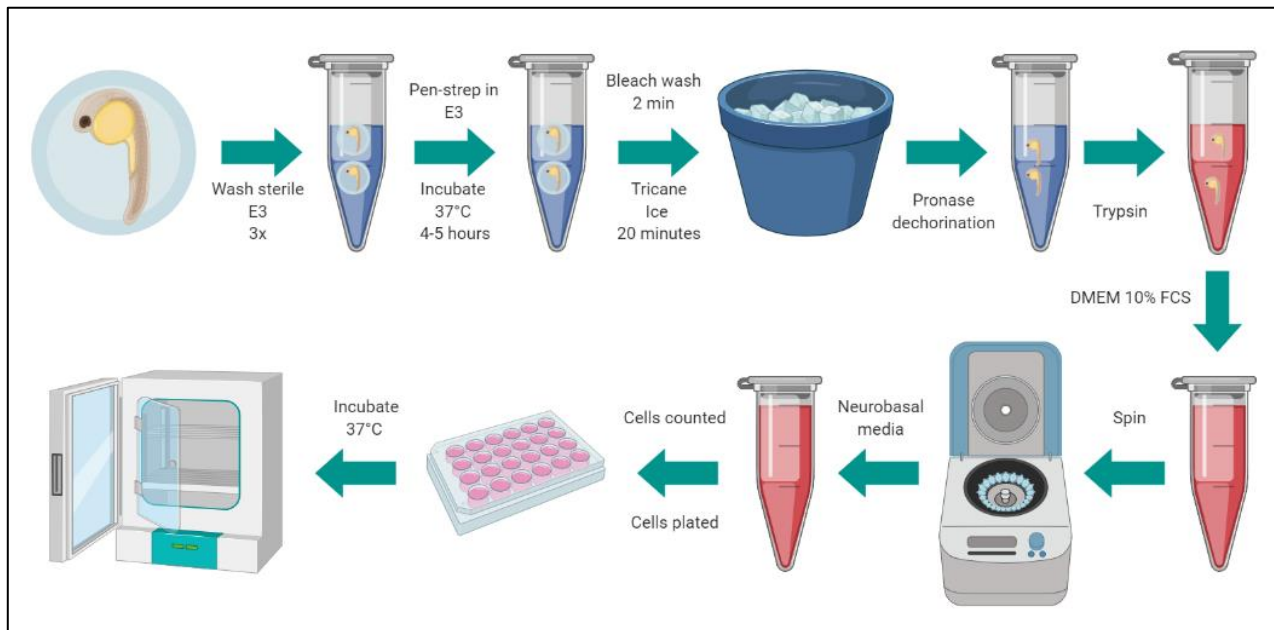 Wash sterile
E3
3x
Pen-strep in
E3
Incubate
37°C
4-5 hours
Bleach wash
2 min
Tricane
Ice
20 minutes
Pronase
dechorination
Trypsin
DMEM 10% FCS
Spin
Neurobasal
media
Cells counted
Cells plated
Incubate
37°C